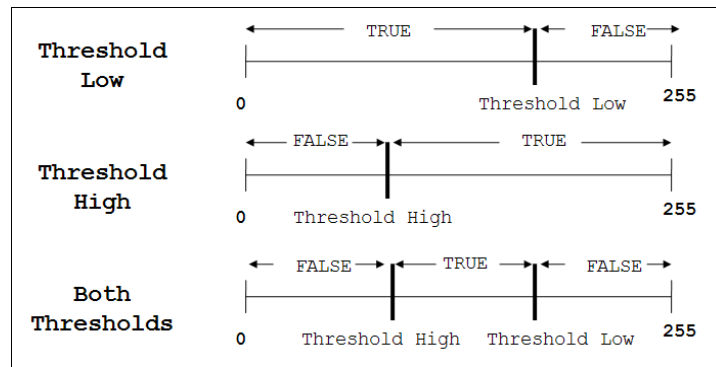 TRUE FALSE
Threshold
Low
0 Threshold Low 255
FALSE TRUE
Threshold
High
0 Threshold High 255
FALSE TRUE FALSE
Both
Thresholds
0 Threshold High Threshold Low 255